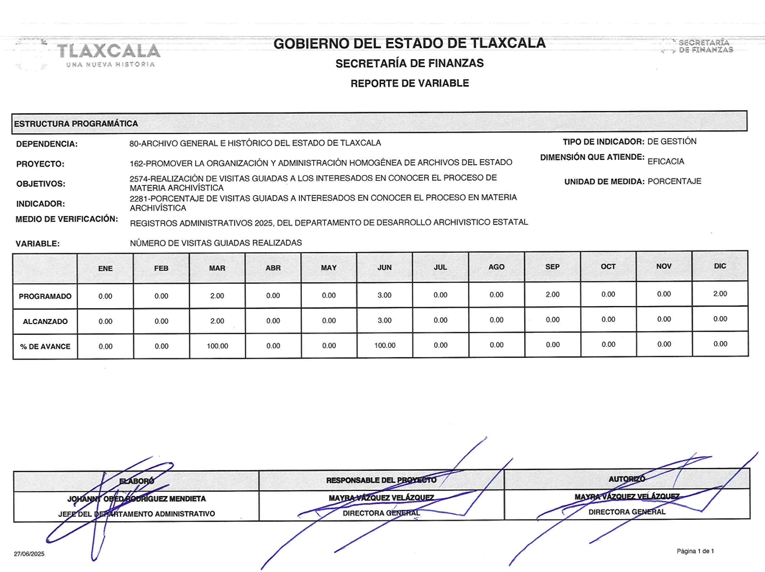 TLAXCALA
UNA NUEVA HISTORIA
GOBIERNO DEL ESTADO DE TLAXCALA
SECRETARÍA DE FINANZAS
REPORTE DE VARIABLE
SECRETARÍA
DE FINANZAS
ESTRUCTURA PROGRAMÁTICA
DEPENDENCIA: 80-ARCHIVO GENERAL E HISTÓRICO DEL ESTADO DE TLAXCALA TIPO DE INDICADOR: DE GESTIÓN
PROYECTO: 162-PROMOVER LA ORGANIZACIÓN Y ADMINISTRACIÓN HOMOGÉNEA DE ARCHIVOS DEL ESTADO DIMENSIÓN QUE ATIENDE: EFICACIA
OBJETIVOS: 2574-REALIZACIÓN DE VISITAS GUIADAS A LOS INTERESADOS EN CONOCER EL PROCESO DE UNIDAD DE MEDIDA: PORCENTAJE
MATERIA ARCHIVÍSTICA
INDICADOR: 2281-PORCENTAJE DE VISITAS GUIADAS A INTERESADOS EN CONOCER EL PROCESO EN MATERIA
ARCHIVÍSTICA
MEDIO DE VERIFICACIÓN: REGISTROS ADMINISTRATIVOS 2025, DEL DEPARTAMENTO DE DESARROLLO ARCHIVISTICO ESTATAL
VARIABLE: NÚMERO DE VISITAS GUIADAS REALIZADAS
ENE FEB MAR ABR MAY JUN JUL AGO SEP OCT NOV DIC
PROGRAMADO 0.00 0.00 2.00 0.00 0.00 3.00 0.00 0.00 2.00 0.00 0.00 2.00
ALCANZADO 0.00 0.00 2.00 0.00 0.00 3.00 0.00 0.00 0.00 0.00 0.00 0.00
% DE AVANCE 0.00 0.00 100.00 0.00 0.00 100.00 0.00 0.00 0.00 0.00 0.00 0.00
ELABORÓ RESPONSABLE DEL PROYECTO AUTORIZÓ
JOHANNY OBED RODRÍGUEZ MENDIETA MAYRA VÁZQUEZ VELÁZQUEZ MAYRA VÁZQUEZ VELÁZQUEZ
JEFE DEL DEPARTAMENTO ADMINISTRATIVO DIRECTORA GENERAL DIRECTORA GENERAL
27/06/2025 Página 1 de 1